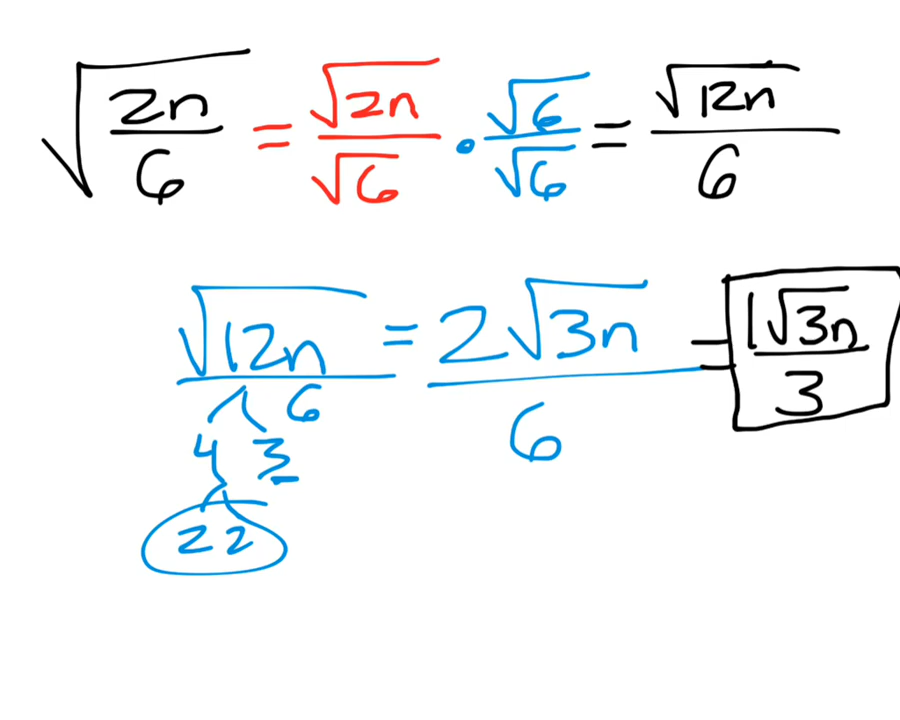 √(2n/6) = √2n/√6 · √6/√6 = √12n/6
√12n/6 = 2√3n/6 = 1√3n/3
4 3
2 2